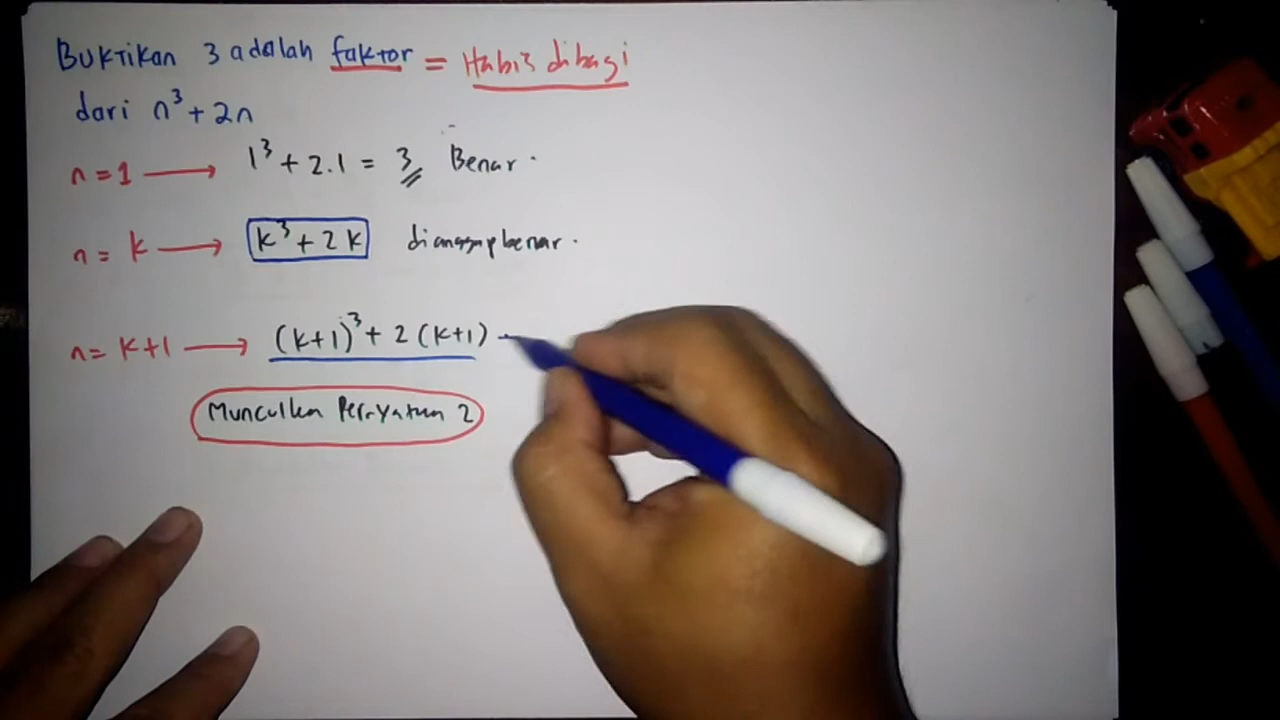 Buktikan 3 adalah faktor = Habis dibagi
dari n³ + 2n
n = 1 → 1³ + 2.1 = 3 Benar.
n = k → k³ + 2k dianggap benar.
n = k+1 → (k+1)³ + 2 (k+1)
Munculkan Pernyataan 2